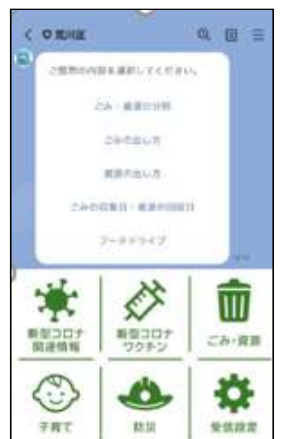 荒川区
ご質問の内容を選択してください。
ごみ・資源の分別
ごみの出し方
資源の出し方
ごみの収集日・資源の回収日
フードドライブ
新型コロナ
関連情報
新型コロナ
ワクチン
ごみ・資源
子育て
防災
受信設定